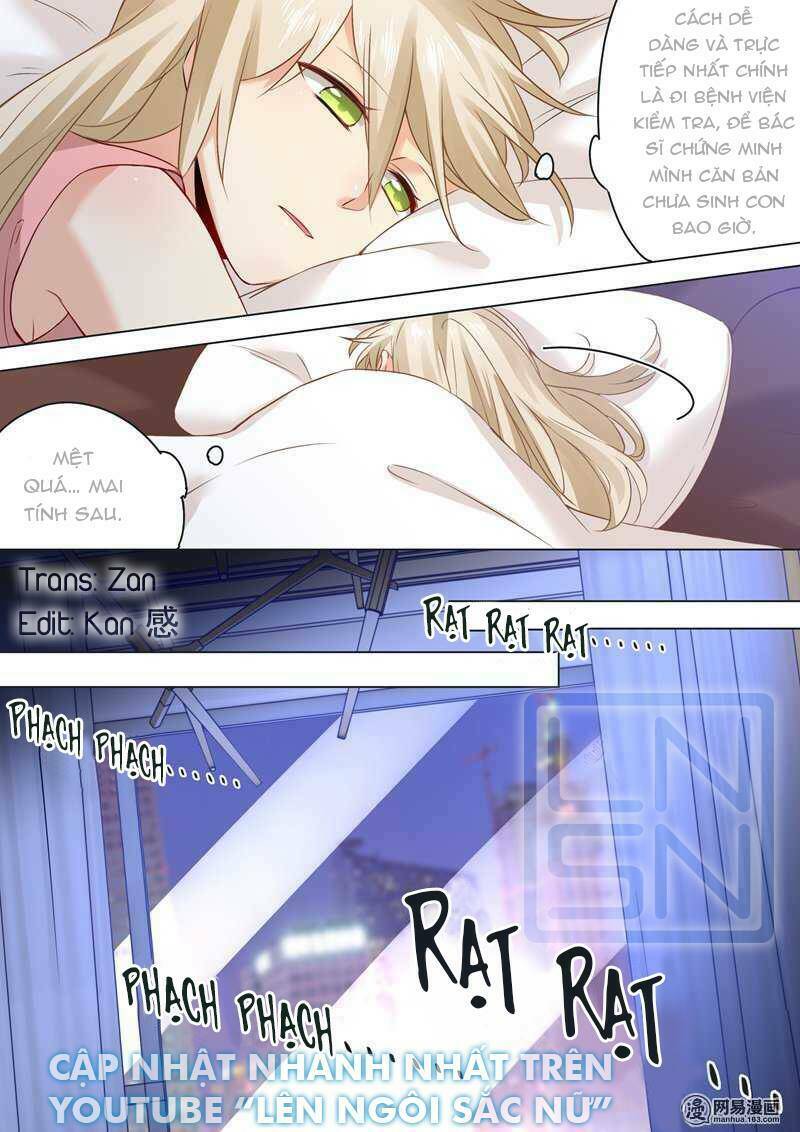 CÁCH DỄ
DÀNG VÀ TRỰC
TIẾP NHẤT CHÍNH
LÀ ĐI BỆNH VIỆN
KIỂM TRA, ĐỂ BÁC
SĨ CHỨNG MINH
MÌNH CĂN BẢN
CHƯA SINH CON
BAO GIỜ.
MỆT
QUÁ... MAI
TÍNH SAU.
Trans: Zan
Edit: Kan 感
RẠT RẠT RẠT......
PHẠCH PHẠCH......
LN
SN
RẠT RẠT
PHẠCH PHẠCH......
CẬP NHẬT NHANH NHẤT TRÊN
YOUTUBE "LÊN NGÔI SẮC NỮ"
网易漫画
manhua.163.com